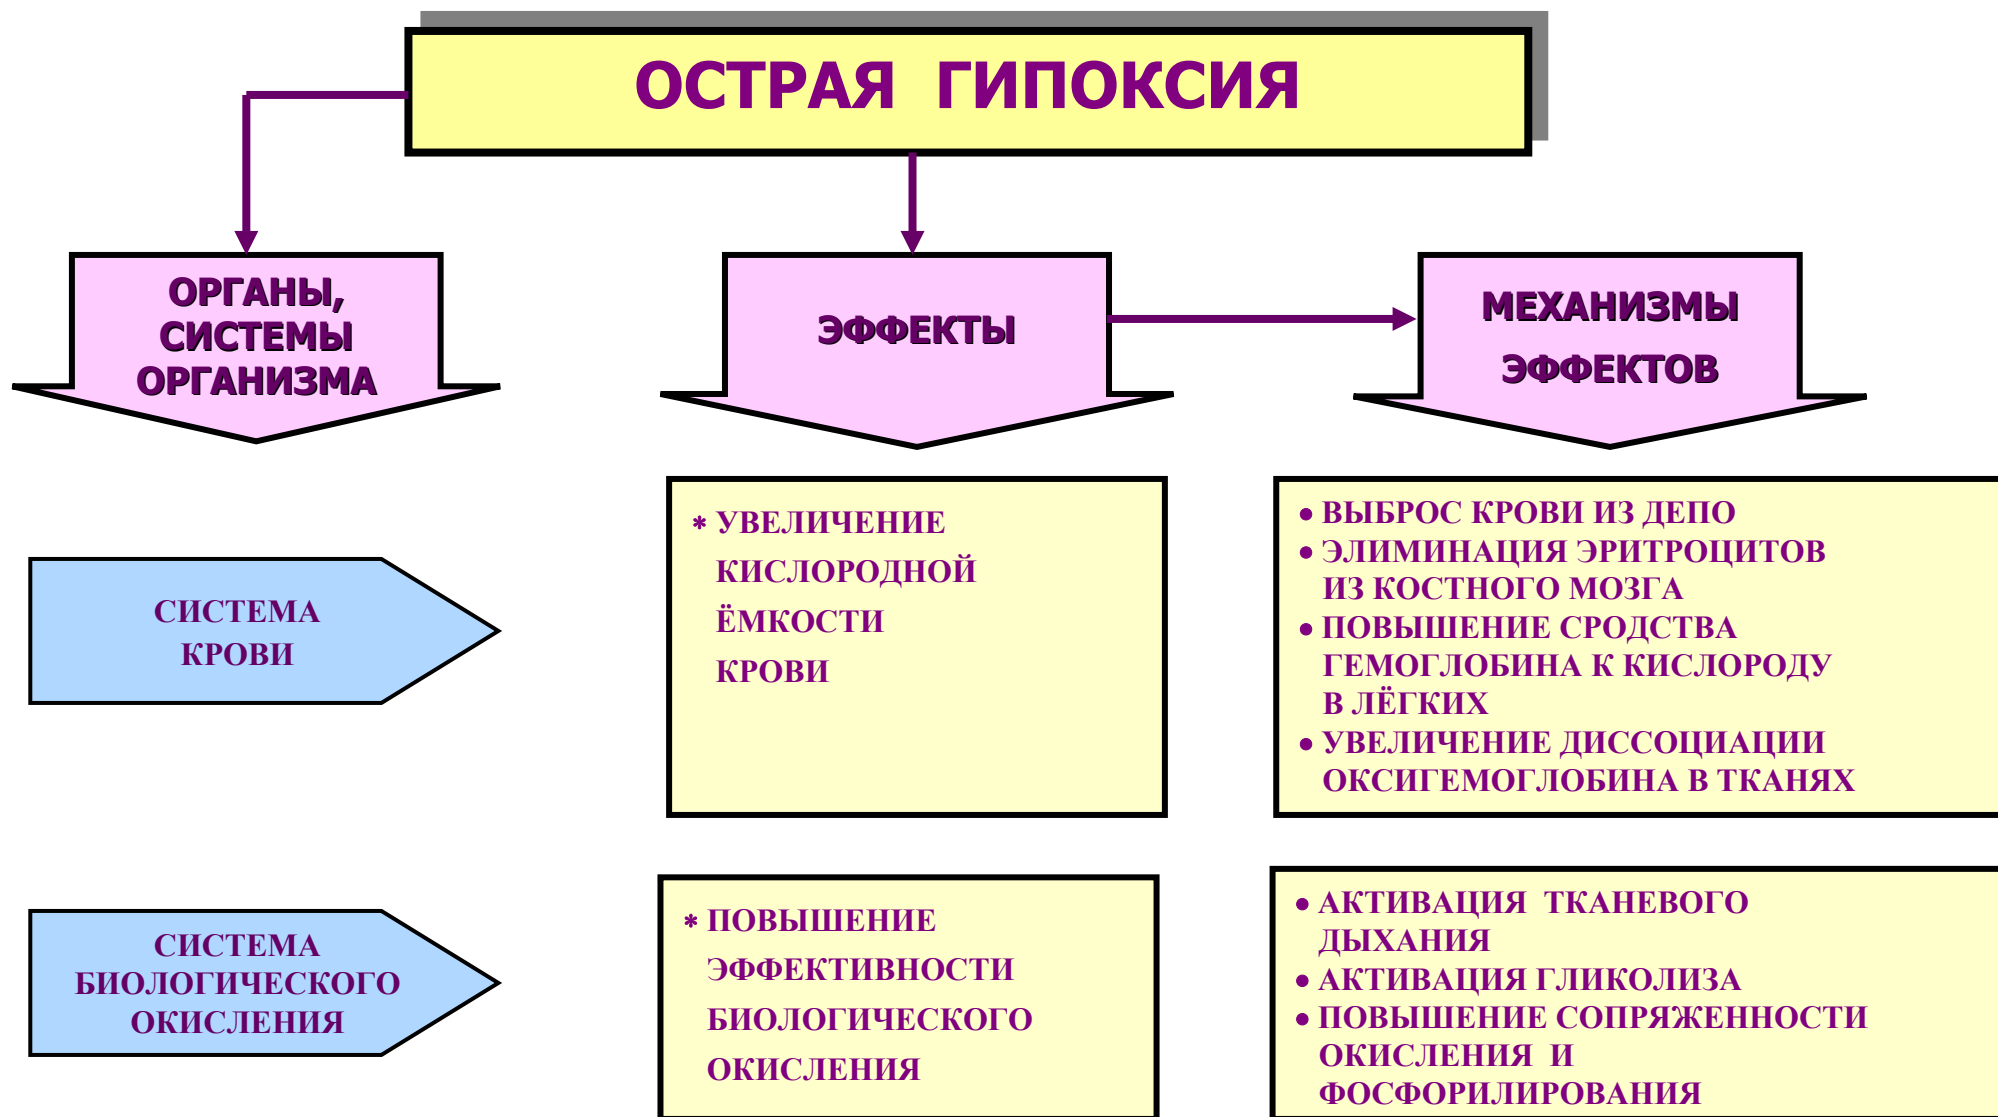 ОСТРАЯ ГИПОКСИЯ
ОРГАНЫ,
СИСТЕМЫ
ОРГАНИЗМА
ЭФФЕКТЫ
МЕХАНИЗМЫ
ЭФФЕКТОВ
СИСТЕМА
КРОВИ
* УВЕЛИЧЕНИЕ
КИСЛОРОДНОЙ
ЁМКОСТИ
КРОВИ
• ВЫБРОС КРОВИ ИЗ ДЕПО
• ЭЛИМИНАЦИЯ ЭРИТРОЦИТОВ
ИЗ КОСТНОГО МОЗГА
• ПОВЫШЕНИЕ СРОДСТВА
ГЕМОГЛОБИНА К КИСЛОРОДУ
В ЛЁГКИХ
• УВЕЛИЧЕНИЕ ДИССОЦИАЦИИ
ОКСИГЕМОГЛОБИНА В ТКАНЯХ
СИСТЕМА
БИОЛОГИЧЕСКОГО
ОКИСЛЕНИЯ
* ПОВЫШЕНИЕ
ЭФФЕКТИВНОСТИ
БИОЛОГИЧЕСКОГО
ОКИСЛЕНИЯ
• АКТИВАЦИЯ ТКАНЕВОГО
ДЫХАНИЯ
• АКТИВАЦИЯ ГЛИКОЛИЗА
• ПОВЫШЕНИЕ СОПРЯЖЕННОСТИ
ОКИСЛЕНИЯ И
ФОСФОРИЛИРОВАНИЯ